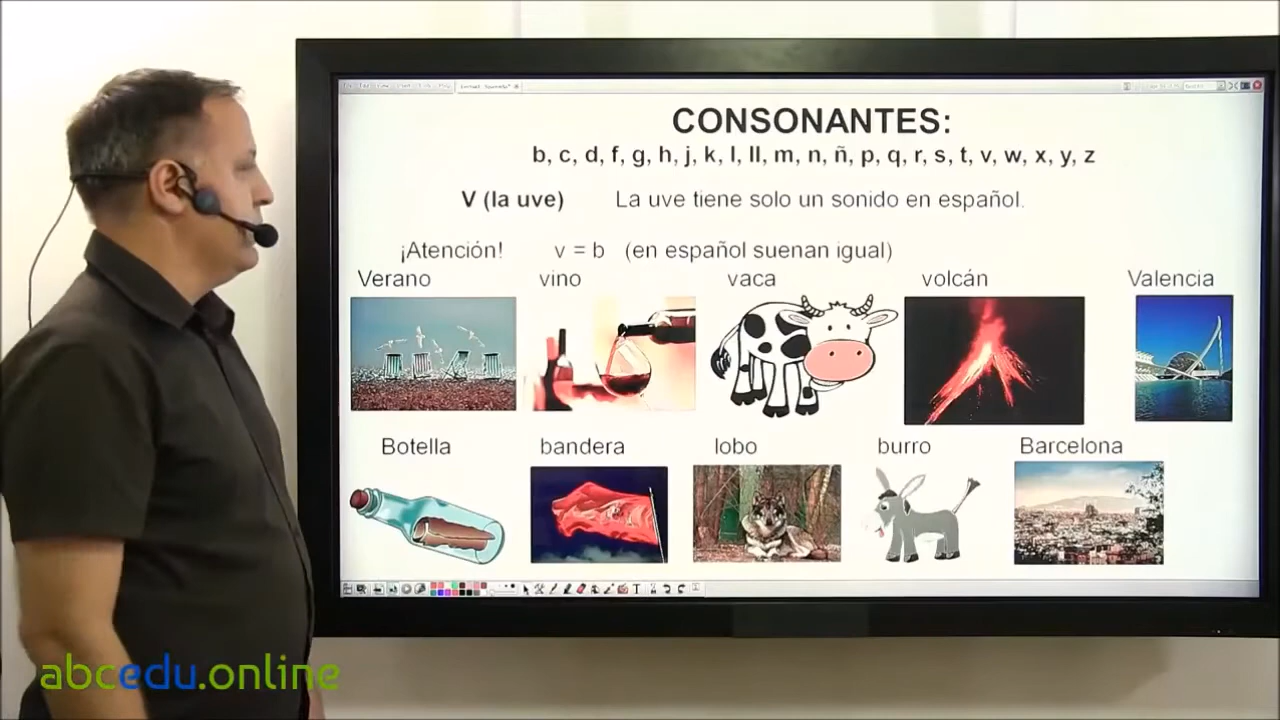 CONSONANTES:
b, c, d, f, g, h, j, k, l, ll, m, n, ñ, p, q, r, s, t, v, w, x, y, z
V (la uve) La uve tiene solo un sonido en español.
¡Atención! v = b (en español suenan igual)
Verano vino vaca volcán Valencia
Botella bandera lobo burro Barcelona
abcedu.online